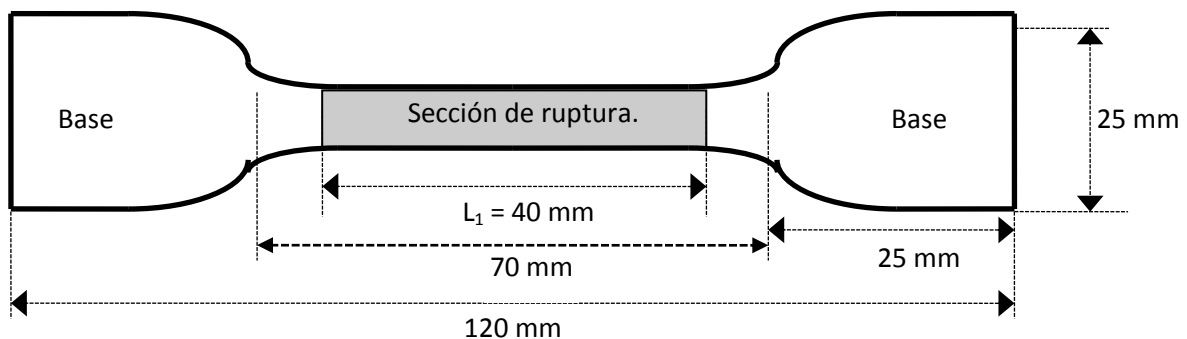 Base
Sección de ruptura.
Base
25 mm
L₁ = 40 mm
25 mm
70 mm
120 mm